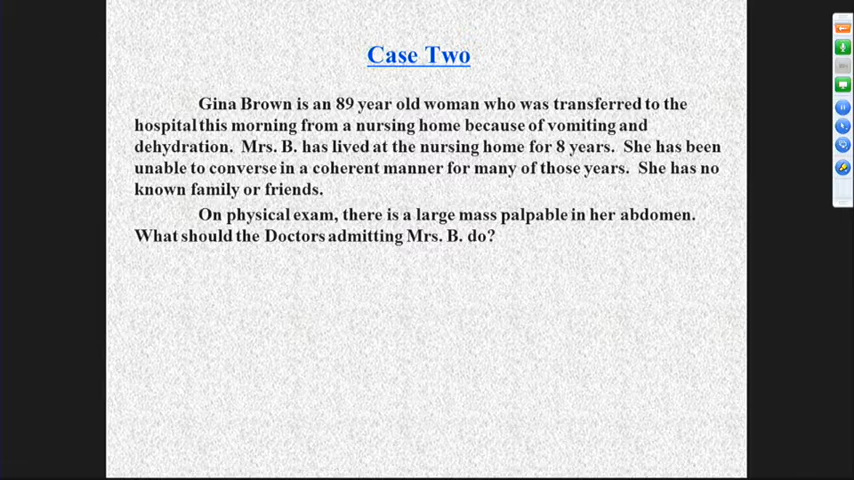 Case Two
Gina Brown is an 89 year old woman who was transferred to the
hospital this morning from a nursing home because of vomiting and
dehydration. Mrs. B. has lived at the nursing home for 8 years. She has been
unable to converse in a coherent manner for many of those years. She has no
known family or friends.
On physical exam, there is a large mass palpable in her abdomen.
What should the Doctors admitting Mrs. B. do?